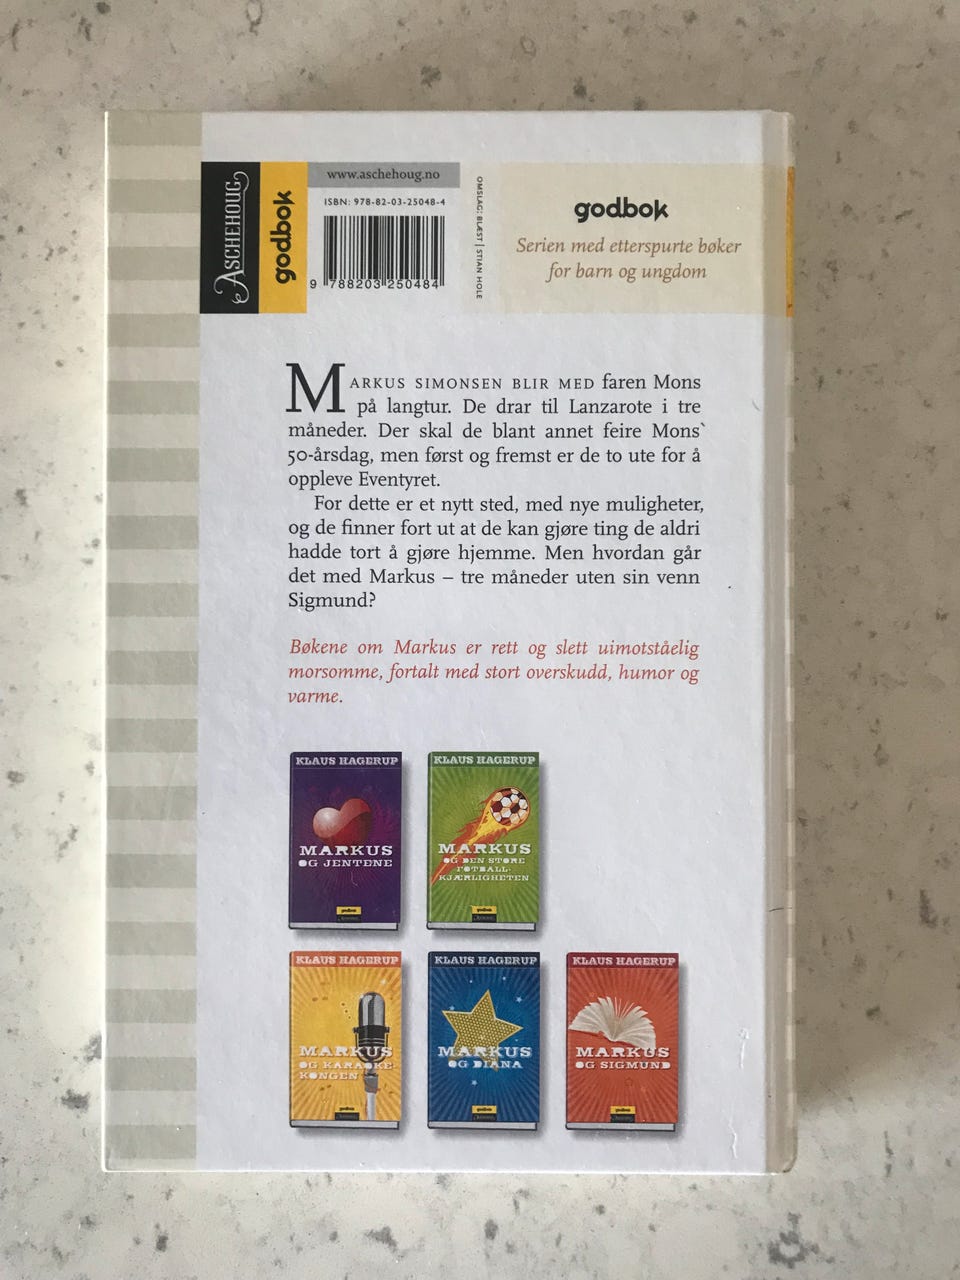 ASCHEHOUG
godbok
www.aschehoug.no
ISBN: 978-82-03-25048-4
9 788203 250484
OMSLAG: BLÆST | STIAN HOLE
godbok
Serien med etterspurte bøker
for barn og ungdom
MARKUS SIMONSEN BLIR MED faren Mons
på langtur. De drar til Lanzarote i tre
måneder. Der skal de blant annet feire Mons`
50-årsdag, men først og fremst er de to ute for å
oppleve Eventyret.
For dette er et nytt sted, med nye muligheter,
og de finner fort ut at de kan gjøre ting de aldri
hadde tort å gjøre hjemme. Men hvordan går
det med Markus – tre måneder uten sin venn
Sigmund?
Bøkene om Markus er rett og slett uimotståelig
morsomme, fortalt med stort overskudd, humor og
varme.
KLAUS HAGERUP
MARKUS
OG JENTENE
godbok
KLAUS HAGERUP
MARKUS
OG DEN STORE
FOTBALL-
KJÆRLIGHETEN
godbok
KLAUS HAGERUP
MARKUS
OG KARAOKE-
KONGEN
godbok
KLAUS HAGERUP
MARKUS
OG DIANA
godbok
KLAUS HAGERUP
MARKUS
OG SIGMUND
godbok